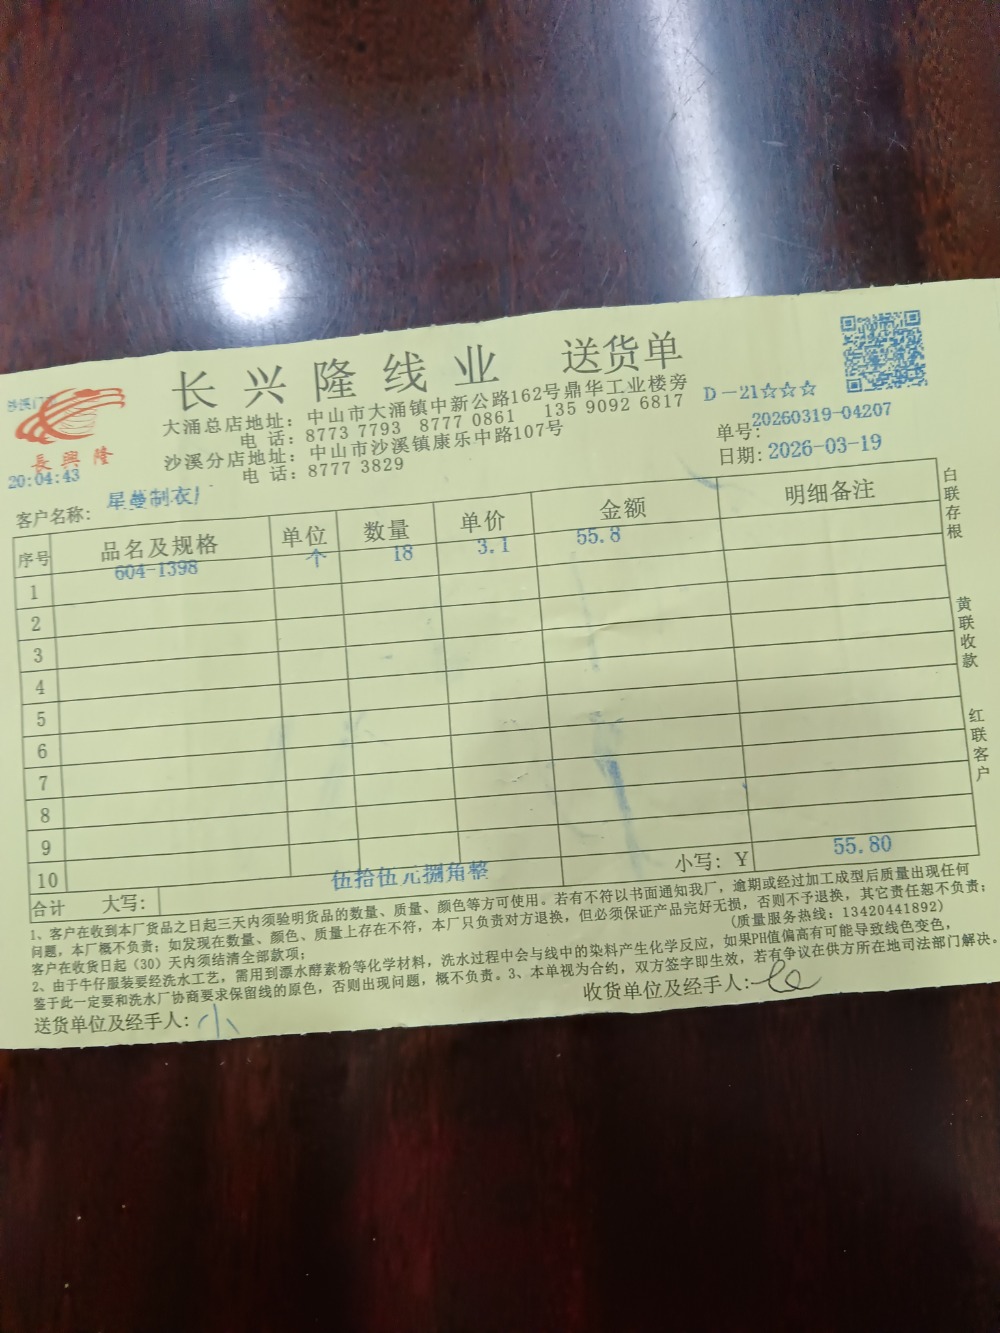 长兴隆线业 送货单
沙溪门
長興隆
20:04:43
大涌总店地址：中山市大涌镇中新公路162号鼎华工业楼旁
电 话：8773 7793 8777 0861 135 9092 6817
沙溪分店地址：中山市沙溪镇康乐中路107号
电 话：8777 3829
D-21☆☆☆
单号：20260319-04207
日期：2026-03-19
客户名称：星蔓制衣厂
序号 品名及规格 单位 数量 单价 金额 明细备注
1 604-1398 个 18 3.1 55.8
2
3
4
5
6
7
8
9
10
合计 大写：伍拾伍元捌角整 小写：￥ 55.80
白联存根
黄联收款
红联客户
1、客户在收到本厂货品之日起三天内须验明货品的数量、质量、颜色等方可使用。若有不符以书面通知我厂，逾期或经过加工成型后质量出现任何
问题，本厂概不负责；如发现在数量、颜色、质量上存在不符，本厂只负责对方退换，但必须保证产品完好无损，否则不予退换，其它责任恕不负责；
客户在收货日起（30）天内须结清全部款项； (质量服务热线：13420441892)
2、由于牛仔服装要经洗水工艺，需用到漂水酵素粉等化学材料，洗水过程中会与线中的染料产生化学反应，如果PH值偏高有可能导致线色变色，
鉴于此一定要和洗水厂协商要求保留线的原色，否则出现问题，概不负责。3、本单视为合约，双方签字即生效，若有争议在供方所在地司法部门解决。
送货单位及经手人：小
收货单位及经手人：